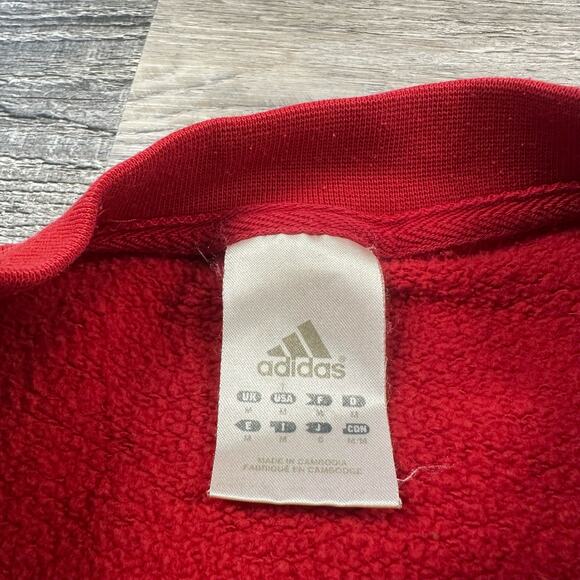 adidas®
UK USA F D
M M M M
E I J CDN
M M O M/M
MADE IN CAMBODIA
FABRIQUÉ EN CAMBODGE